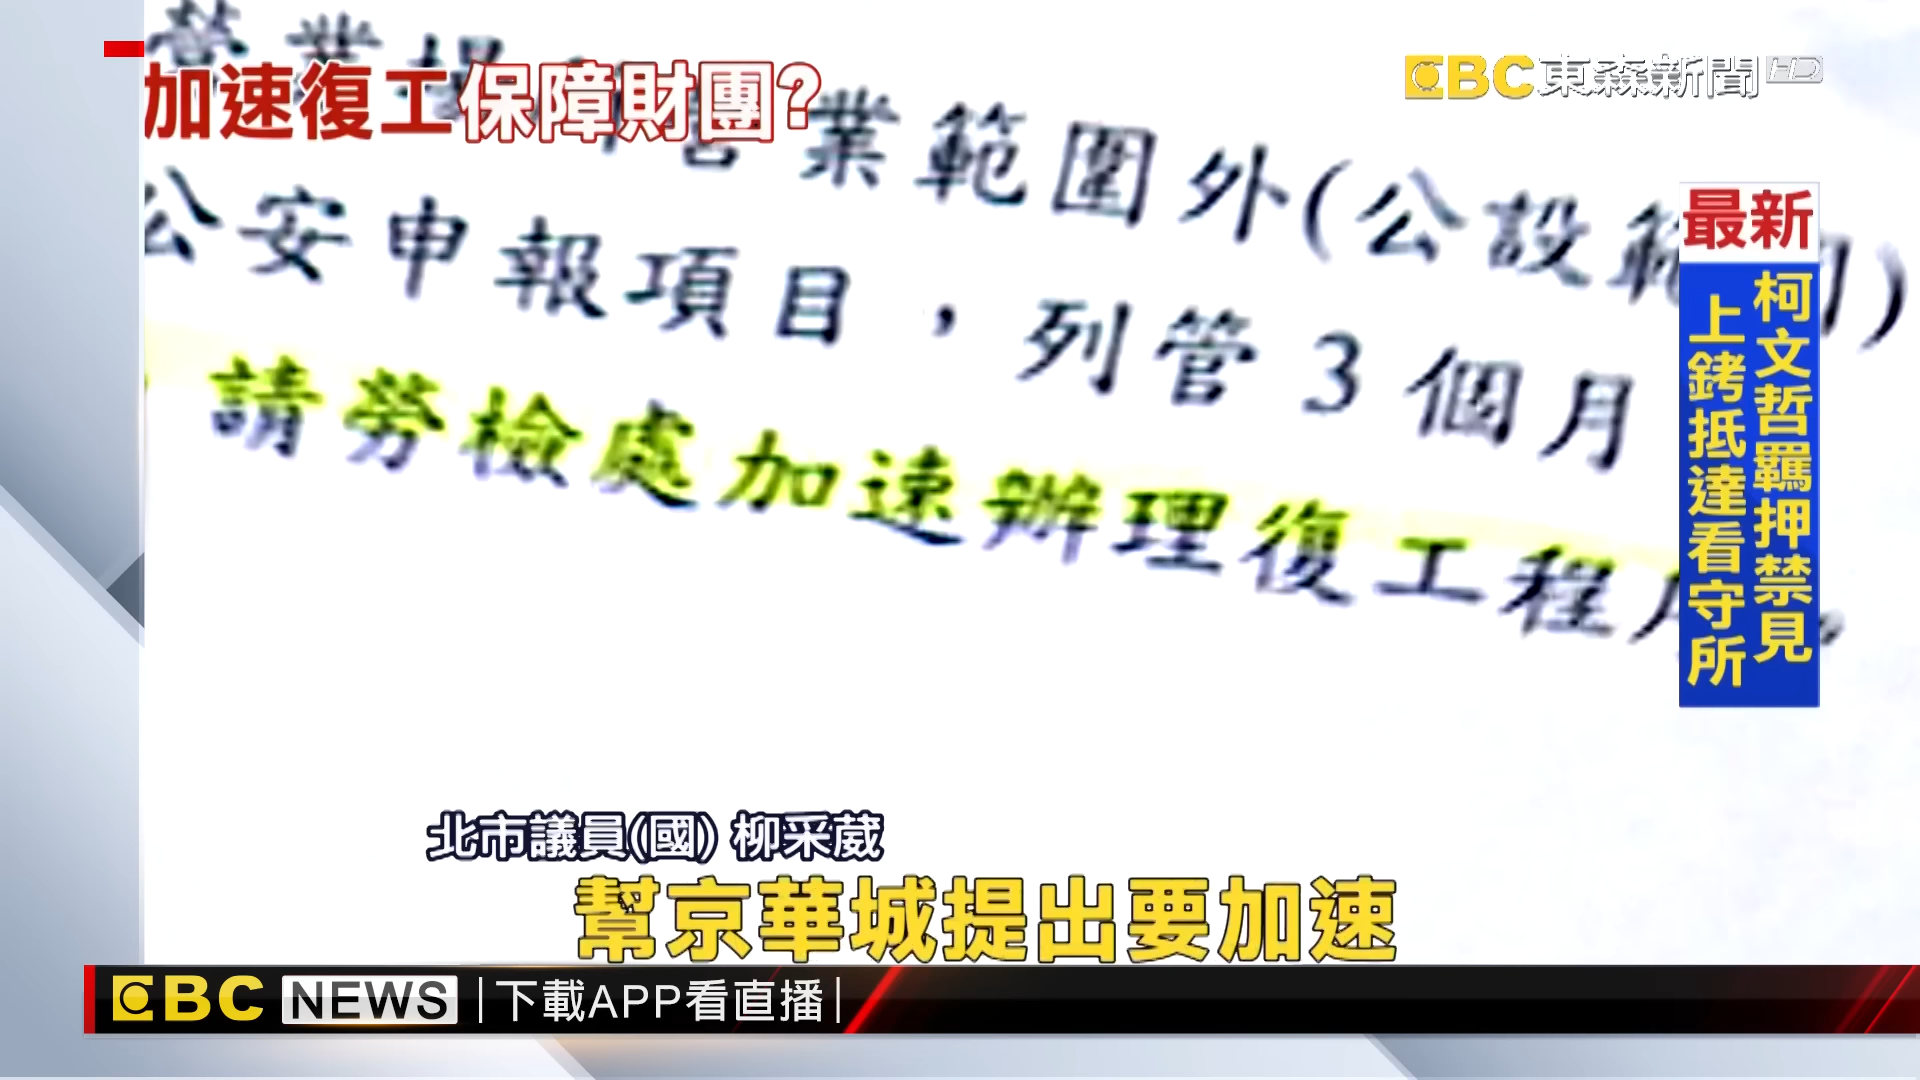 加速復工保障財團?
EBC東森新聞HD
業範圍外(公設範圍)
公安申報項目，列管3個月
請勞檢處加速辦理復工程序。
最新
柯文哲羈押禁見
上銬抵達看守所
北市議員(國) 柳采葳
幫京華城提出要加速
EBC NEWS
下載APP看直播